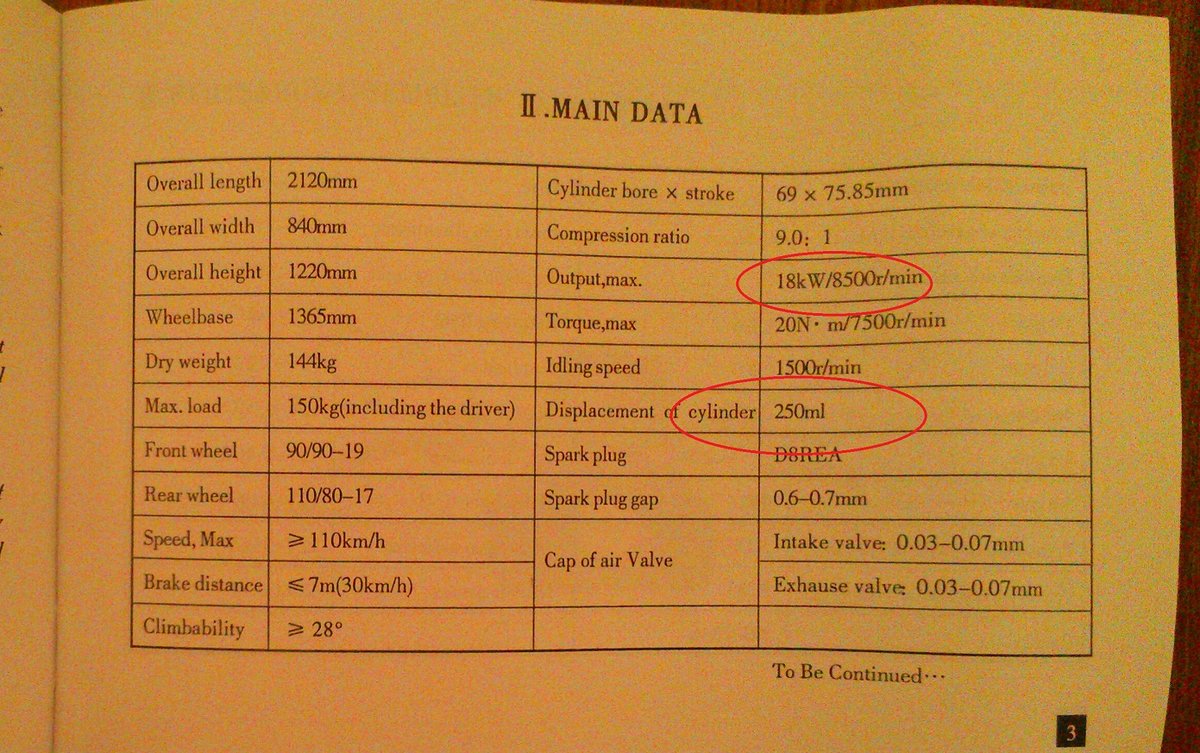 II.MAIN DATA
Overall length 2120mm Cylinder bore × stroke 69 × 75.85mm
Overall width 840mm Compression ratio 9.0: 1
Overall height 1220mm Output,max. 18kW/8500r/min
Wheelbase 1365mm Torque,max 20N· m/7500r/min
Dry weight 144kg Idling speed 1500r/min
Max. load 150kg(including the driver) Displacement of cylinder 250ml
Front wheel 90/90–19 Spark plug D8REA
Rear wheel 110/80–17 Spark plug gap 0.6–0.7mm
Speed, Max ⩾ 110km/h Cap of air Valve Intake valve: 0.03–0.07mm
Brake distance ⩽ 7m(30km/h) Exhause valve: 0.03–0.07mm
Climbability ⩾ 28°
To Be Continued···
3